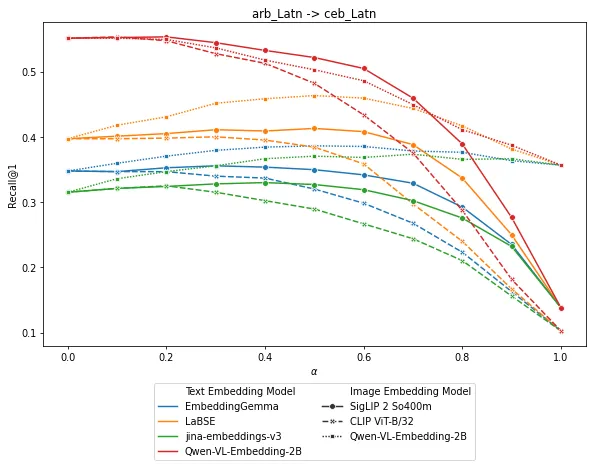 arb_Latn -> ceb_Latn
Recall@1
0.5
0.4
0.3
0.2
0.1
0.0 0.2 0.4 0.6 0.8 1.0
α
Text Embedding Model Image Embedding Model
EmbeddingGemma SigLIP 2 So400m
LaBSE CLIP ViT-B/32
jina-embeddings-v3 Qwen-VL-Embedding-2B
Qwen-VL-Embedding-2B